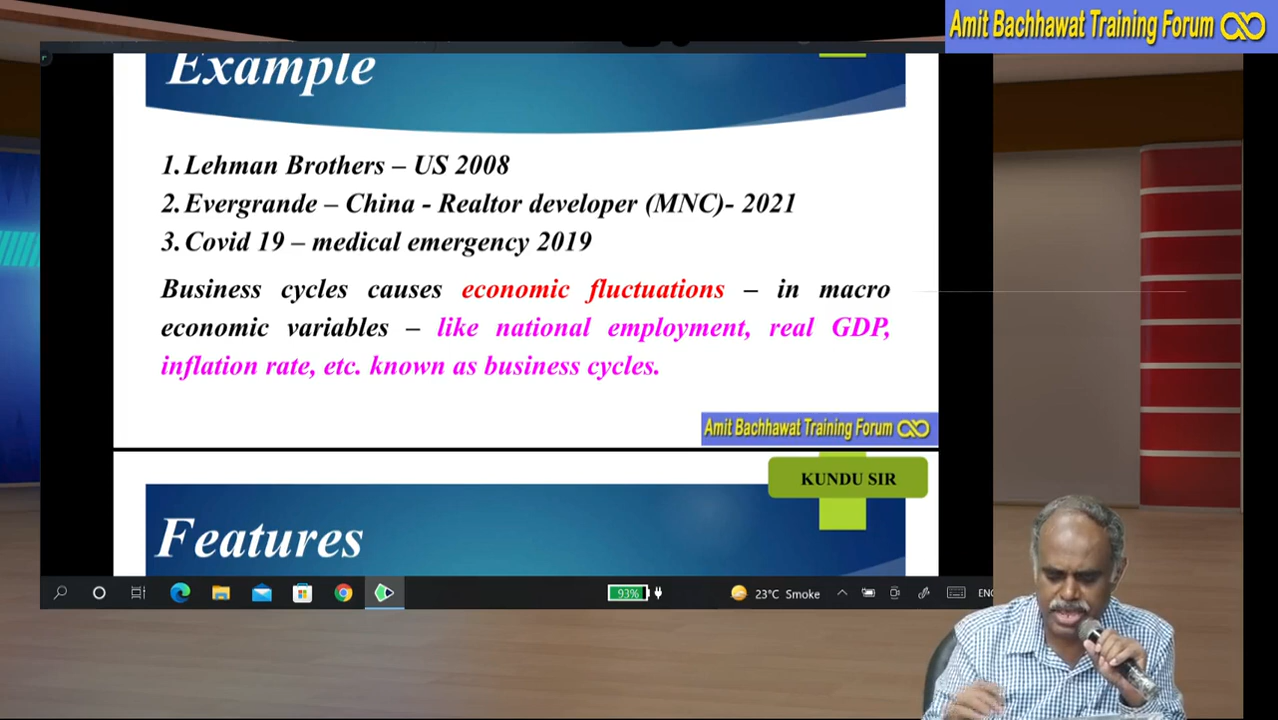 Amit Bachhawat Training Forum
Example
1. Lehman Brothers – US 2008
2. Evergrande – China - Realtor developer (MNC)- 2021
3. Covid 19 – medical emergency 2019
Business cycles causes economic fluctuations – in macro
economic variables – like national employment, real GDP,
inflation rate, etc. known as business cycles.
Amit Bachhawat Training Forum
KUNDU SIR
Features
93%
23°C Smoke
ENG